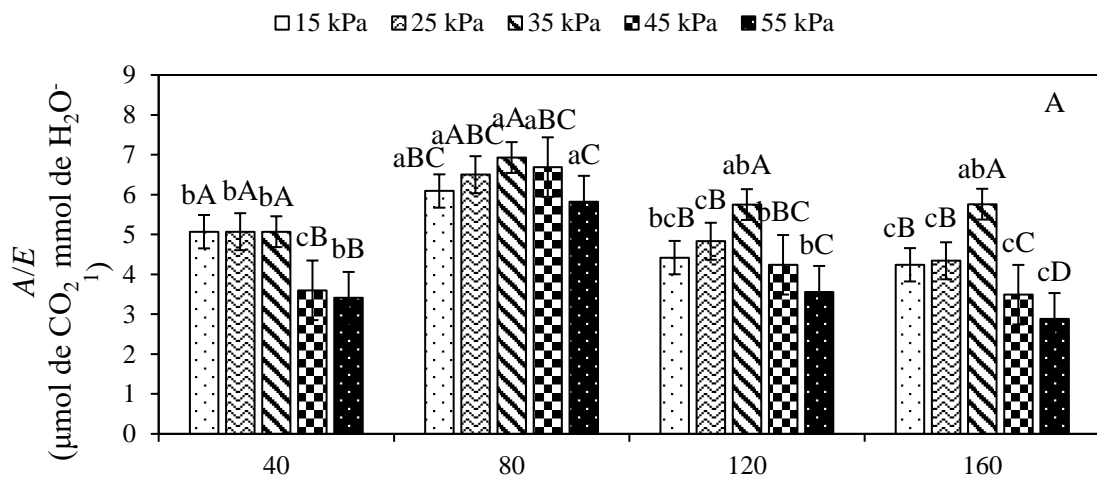 15 kPa 25 kPa 35 kPa 45 kPa 55 kPa
A
A/E
(μmol de CO2 mmol de H2O-
1)
9
8
7
6
5
4
3
2
1
0
bA bA bA cB bB
aBC aABC aA aBC aC
bcB cB abA bBC bC
cB cB abA cC cD
40 80 120 160